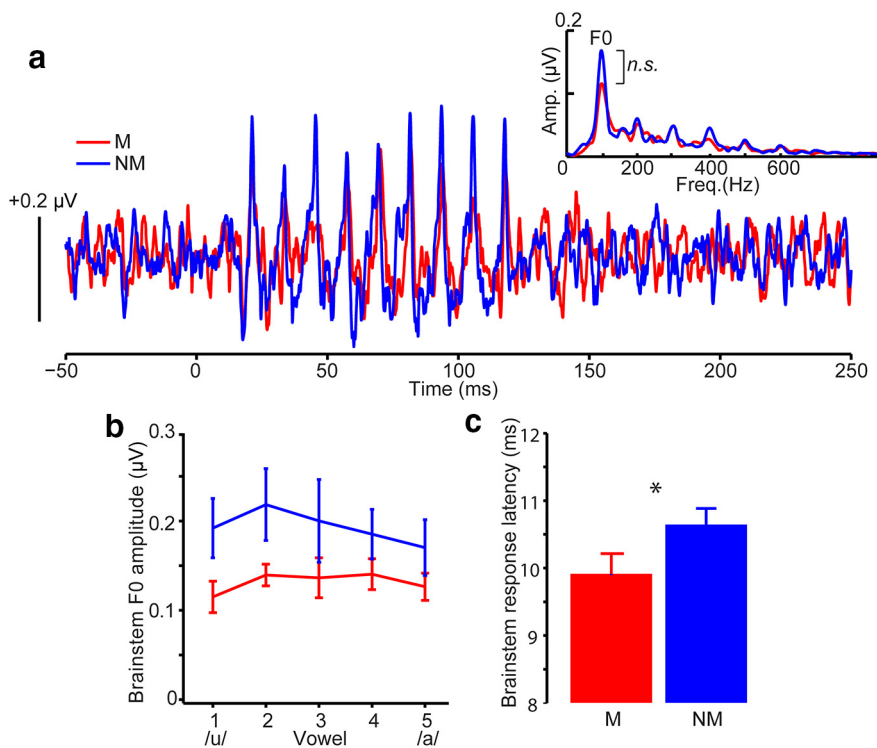 a
M
NM
+0.2 µV
0.2
F0
n.s.
Amp. (µV)
0
0 200 400 600
Freq.(Hz)
−50 0 50 100 150 200 250
Time (ms)
b
0.3
0.2
0.1
0
Brainstem F0 amplitude (µV)
1 2 3 4 5
/u/ Vowel /a/
c
12
11
10
9
8
Brainstem response latency (ms)
*
M NM